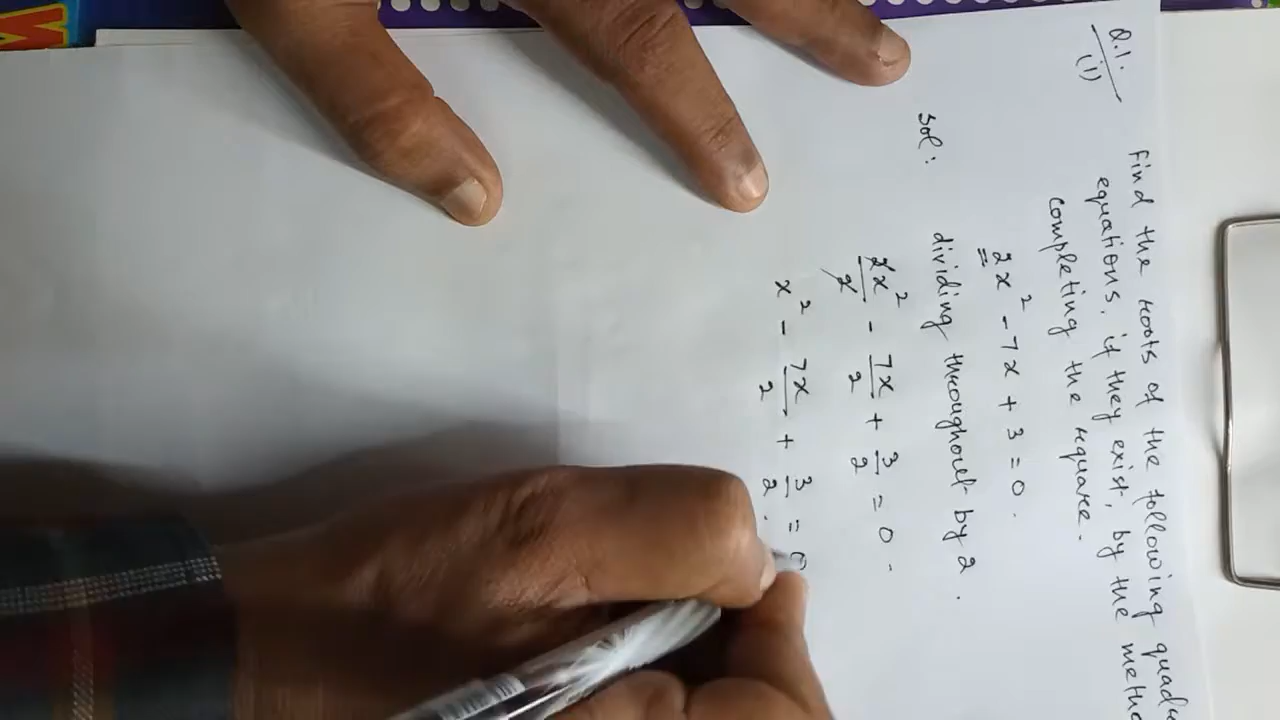 Q.1. Find the roots of the following
(i) equations, if they exist, by the
completing the square.
2x² - 7x + 3 = 0.
Sol: dividing throughout by 2.
2x²/2 - 7x/2 + 3/2 = 0.
x² - 7x/2 + 3/2 = 0